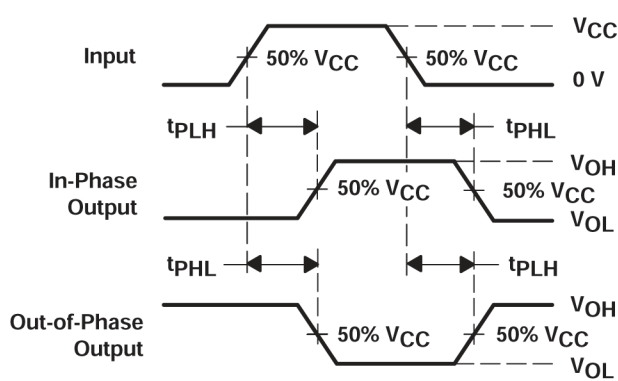 VCC
Input
50% VCC
50% VCC
0 V
tPLH
tPHL
VOH
In-Phase
Output
50% VCC
50% VCC
VOL
tPHL
tPLH
VOH
Out-of-Phase
Output
50% VCC
50% VCC
VOL